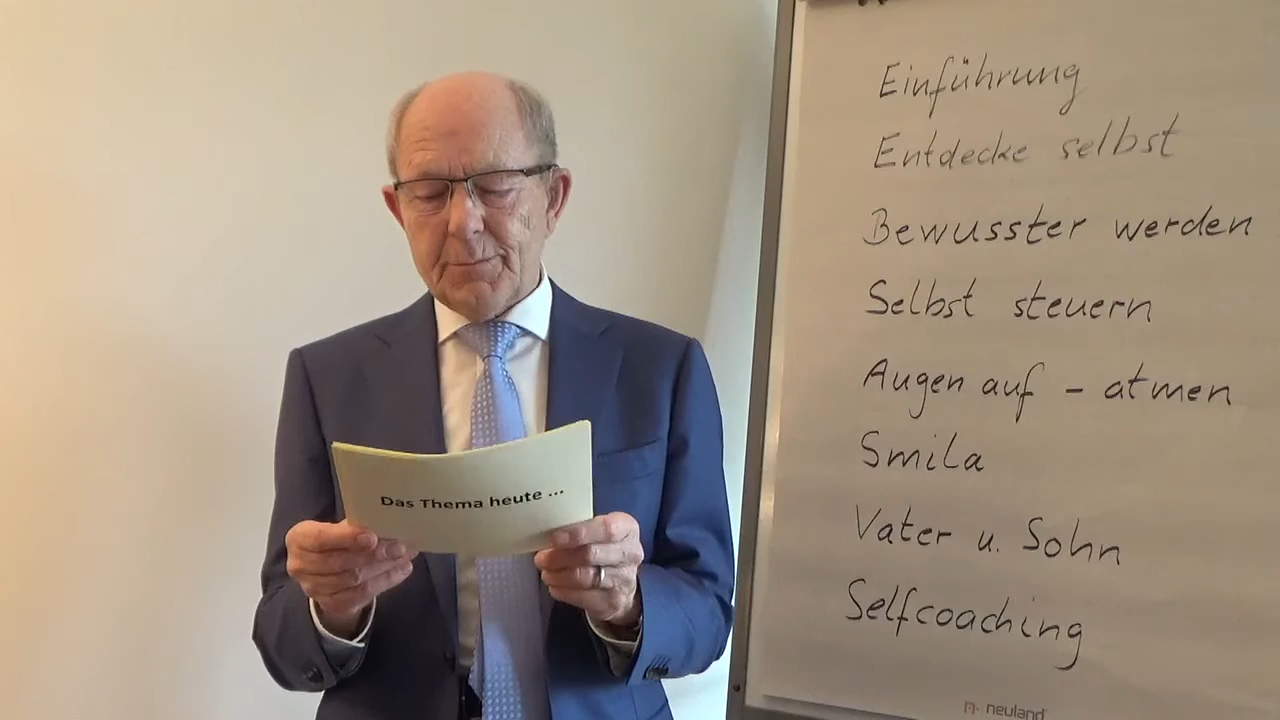 Das Thema heute ...
Einführung
Entdecke selbst
Bewusster werden
Selbst steuern
Augen auf - atmen
Smila
Vater u. Sohn
Selfcoaching
neuland